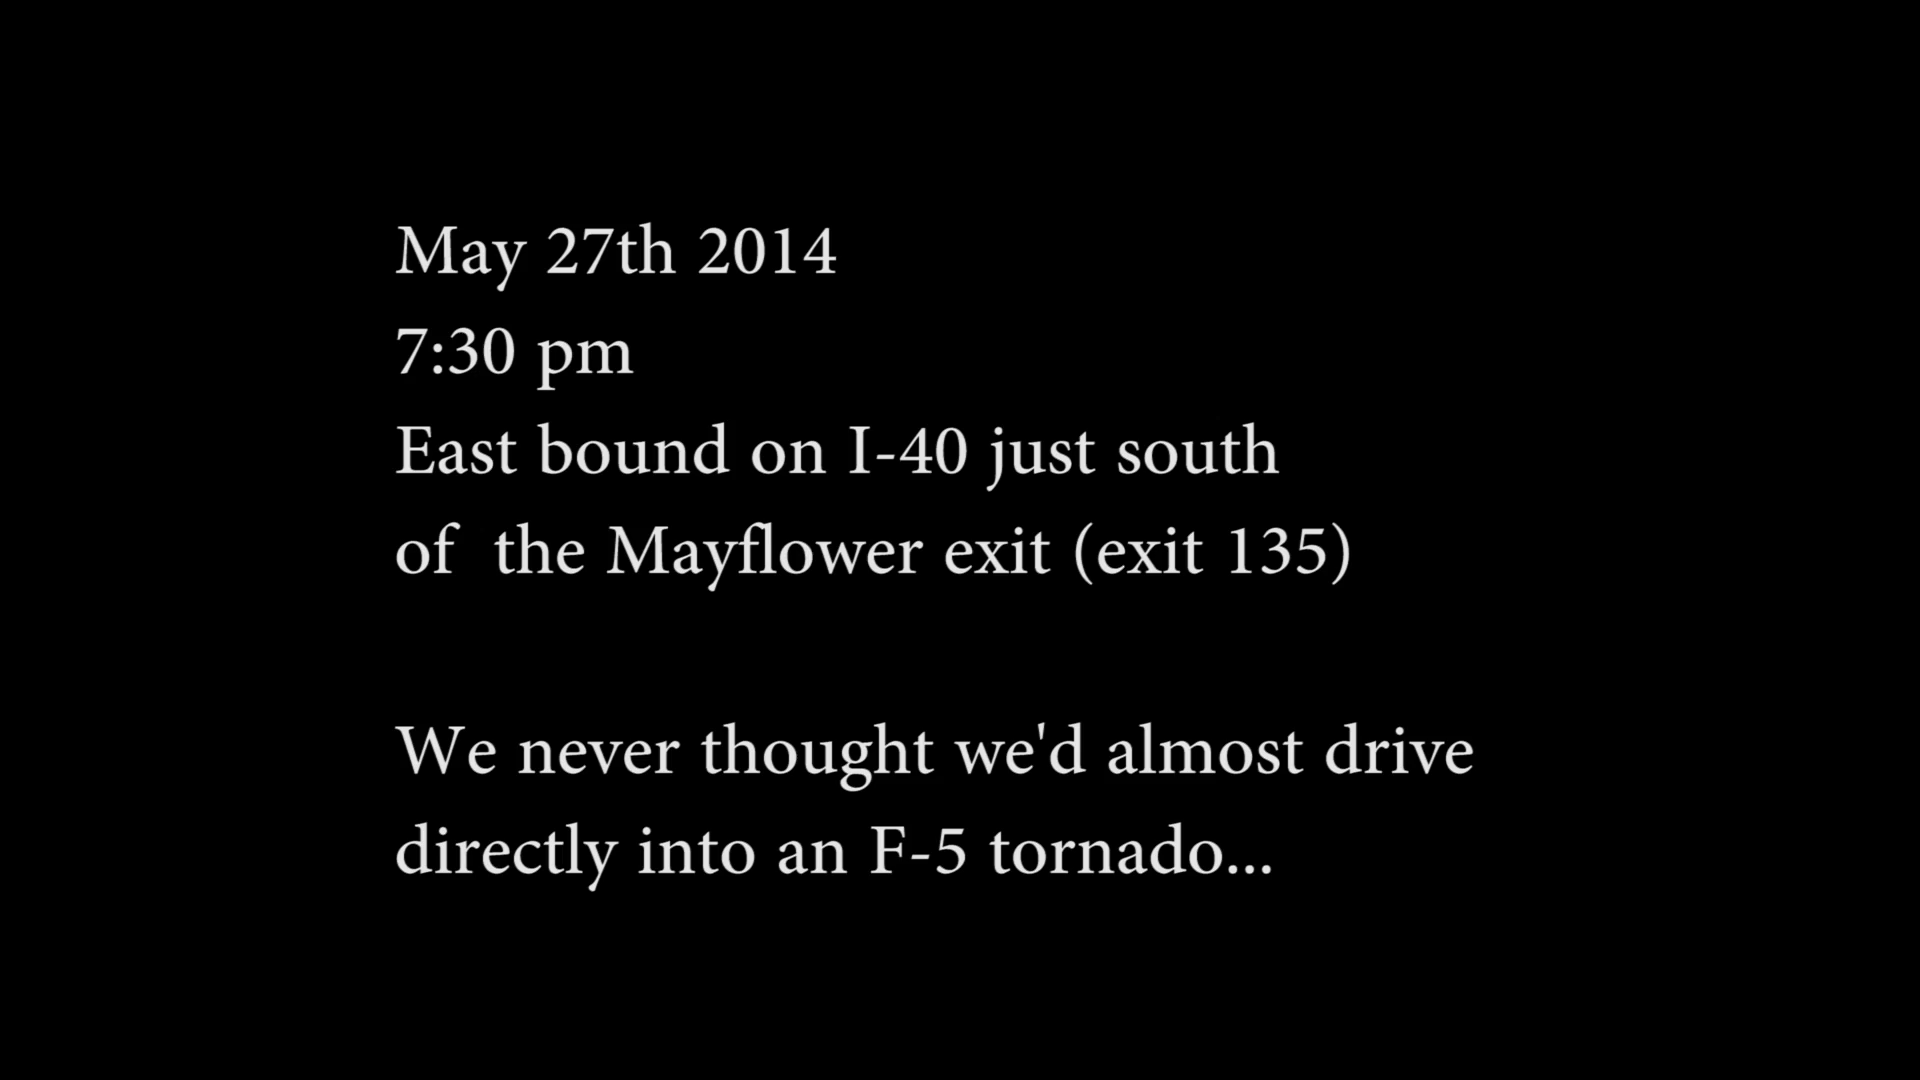 May 27th 2014
7:30 pm
East bound on I-40 just south
of  the Mayflower exit (exit 135)
We never thought we'd almost drive
directly into an F-5 tornado...